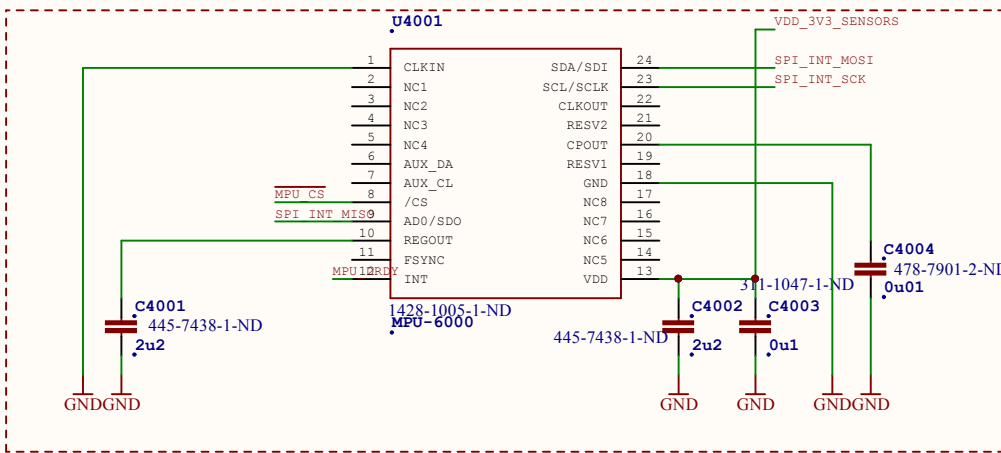 U4001
VDD_3V3_SENSORS
1 CLKIN SDA/SDI 24 SPI_INT_MOSI
2 NC1 SCL/SCLK 23 SPI_INT_SCK
3 NC2 CLKOUT 22
4 NC3 RESV2 21
5 NC4 CPOUT 20
6 AUX_DA RESV1 19
7 AUX_CL GND 18
MPU_CS 8 /CS NC8 17
SPI_INT_MISO 9 AD0/SDO NC7 16
10 REGOUT NC6 15
11 FSYNC NC5 14
MPU_DRDY 12 INT VDD 13
C4004
478-7901-2-ND
0u01
311-1047-1-ND
1428-1005-1-ND
MPU-6000
C4001
445-7438-1-ND
2u2
C4002
445-7438-1-ND
2u2
C4003
0u1
GND GND GND GND GND GND